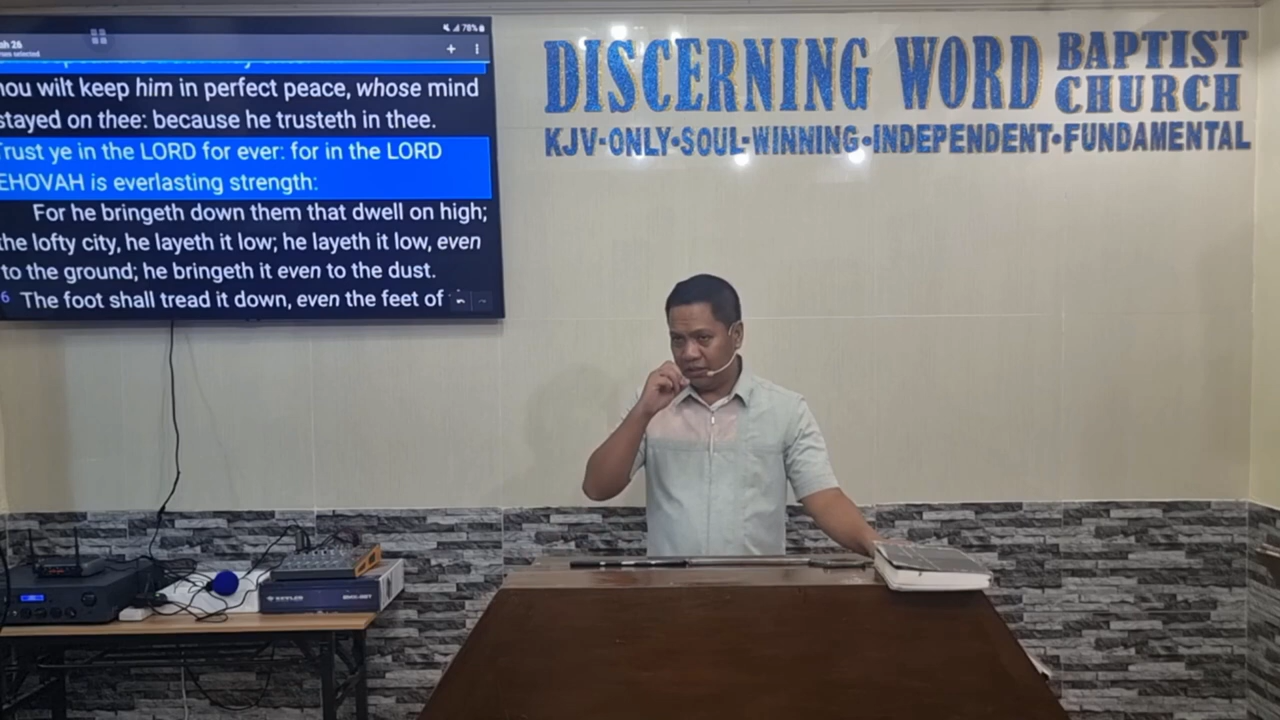 78%
ah 26
selected
hou wilt keep him in perfect peace, whose mind
stayed on thee: because he trusteth in thee.
Trust ye in the LORD for ever: for in the LORD
EHOVAH is everlasting strength:
For he bringeth down them that dwell on high;
the lofty city, he layeth it low; he layeth it low, even
to the ground; he bringeth it even to the dust.
6 The foot shall tread it down, even the feet of
DISCERNING WORD BAPTIST CHURCH
KJV-ONLY•SOUL-WINNING•INDEPENDENT•FUNDAMENTAL